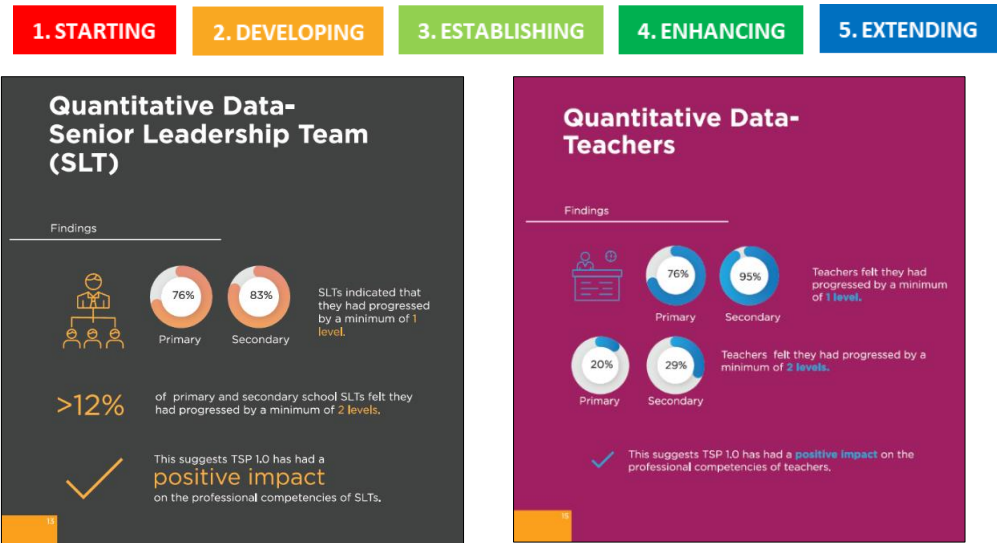 1. STARTING
2. DEVELOPING
3. ESTABLISHING
4. ENHANCING
5. EXTENDING
Quantitative Data-
Senior Leadership Team
(SLT)
Findings
76%
83%
Primary
Secondary
SLTs indicated that
they had progressed
by a minimum of 1
level.
>12%
of primary and secondary school SLTs felt they
had progressed by a minimum of 2 levels.
This suggests TSP 1.0 has had a
positive impact
on the professional competencies of SLTs.
13
Quantitative Data-
Teachers
Findings
76%
95%
Primary
Secondary
Teachers felt they had
progressed by a minimum
of 1 level.
20%
29%
Primary
Secondary
Teachers felt they had progressed by a
minimum of 2 levels.
This suggests TSP 1.0 has had a positive impact on the
professional competencies of teachers.
15